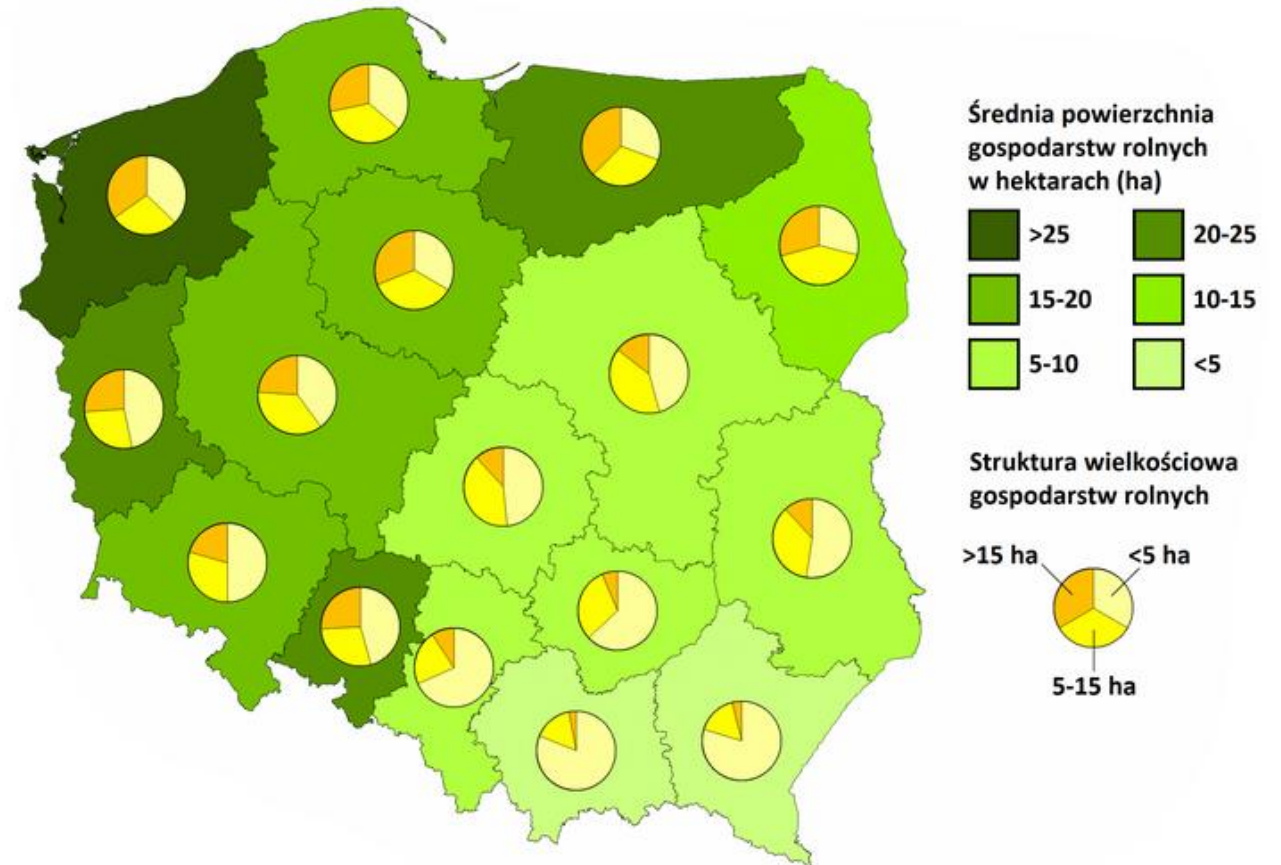 Średnia powierzchnia
gospodarstw rolnych
w hektarach (ha)
>25
20-25
15-20
10-15
5-10
<5
Struktura wielkościowa
gospodarstw rolnych
>15 ha
<5 ha
5-15 ha